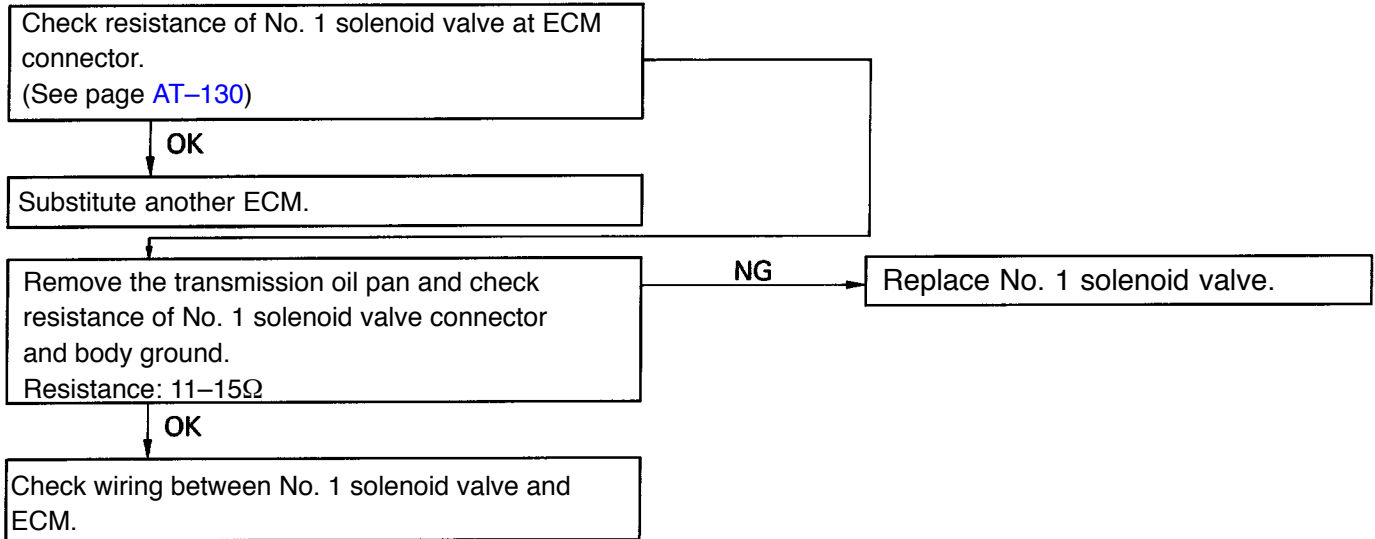 Check resistance of No. 1 solenoid valve at ECM
connector.
(See page AT–130)
OK
Substitute another ECM.
Remove the transmission oil pan and check
resistance of No. 1 solenoid valve connector
and body ground.
Resistance: 11–15Ω
NG
Replace No. 1 solenoid valve.
OK
Check wiring between No. 1 solenoid valve and
ECM.